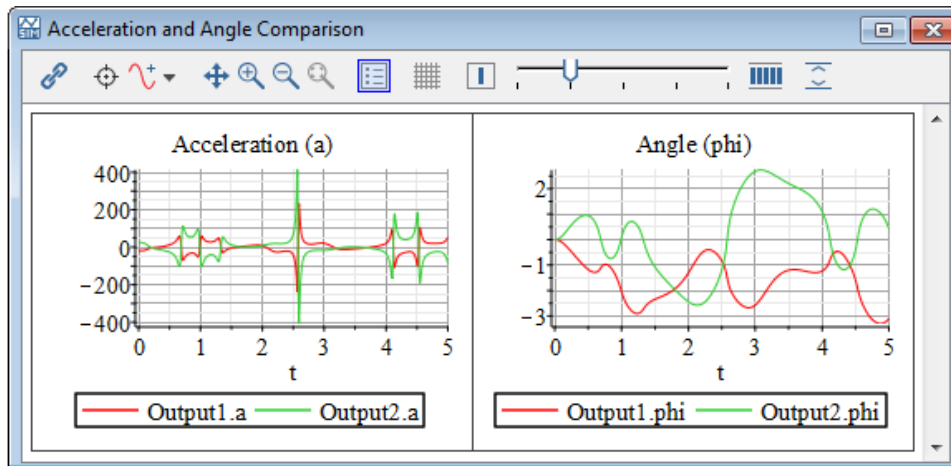 Acceleration and Angle Comparison
Acceleration (a)
400
200
0
-200
-400
0 1 2 3 4 5
t
Output1.a Output2.a
Angle (phi)
2
-1
-3
0 1 2 3 4 5
t
Output1.phi Output2.phi